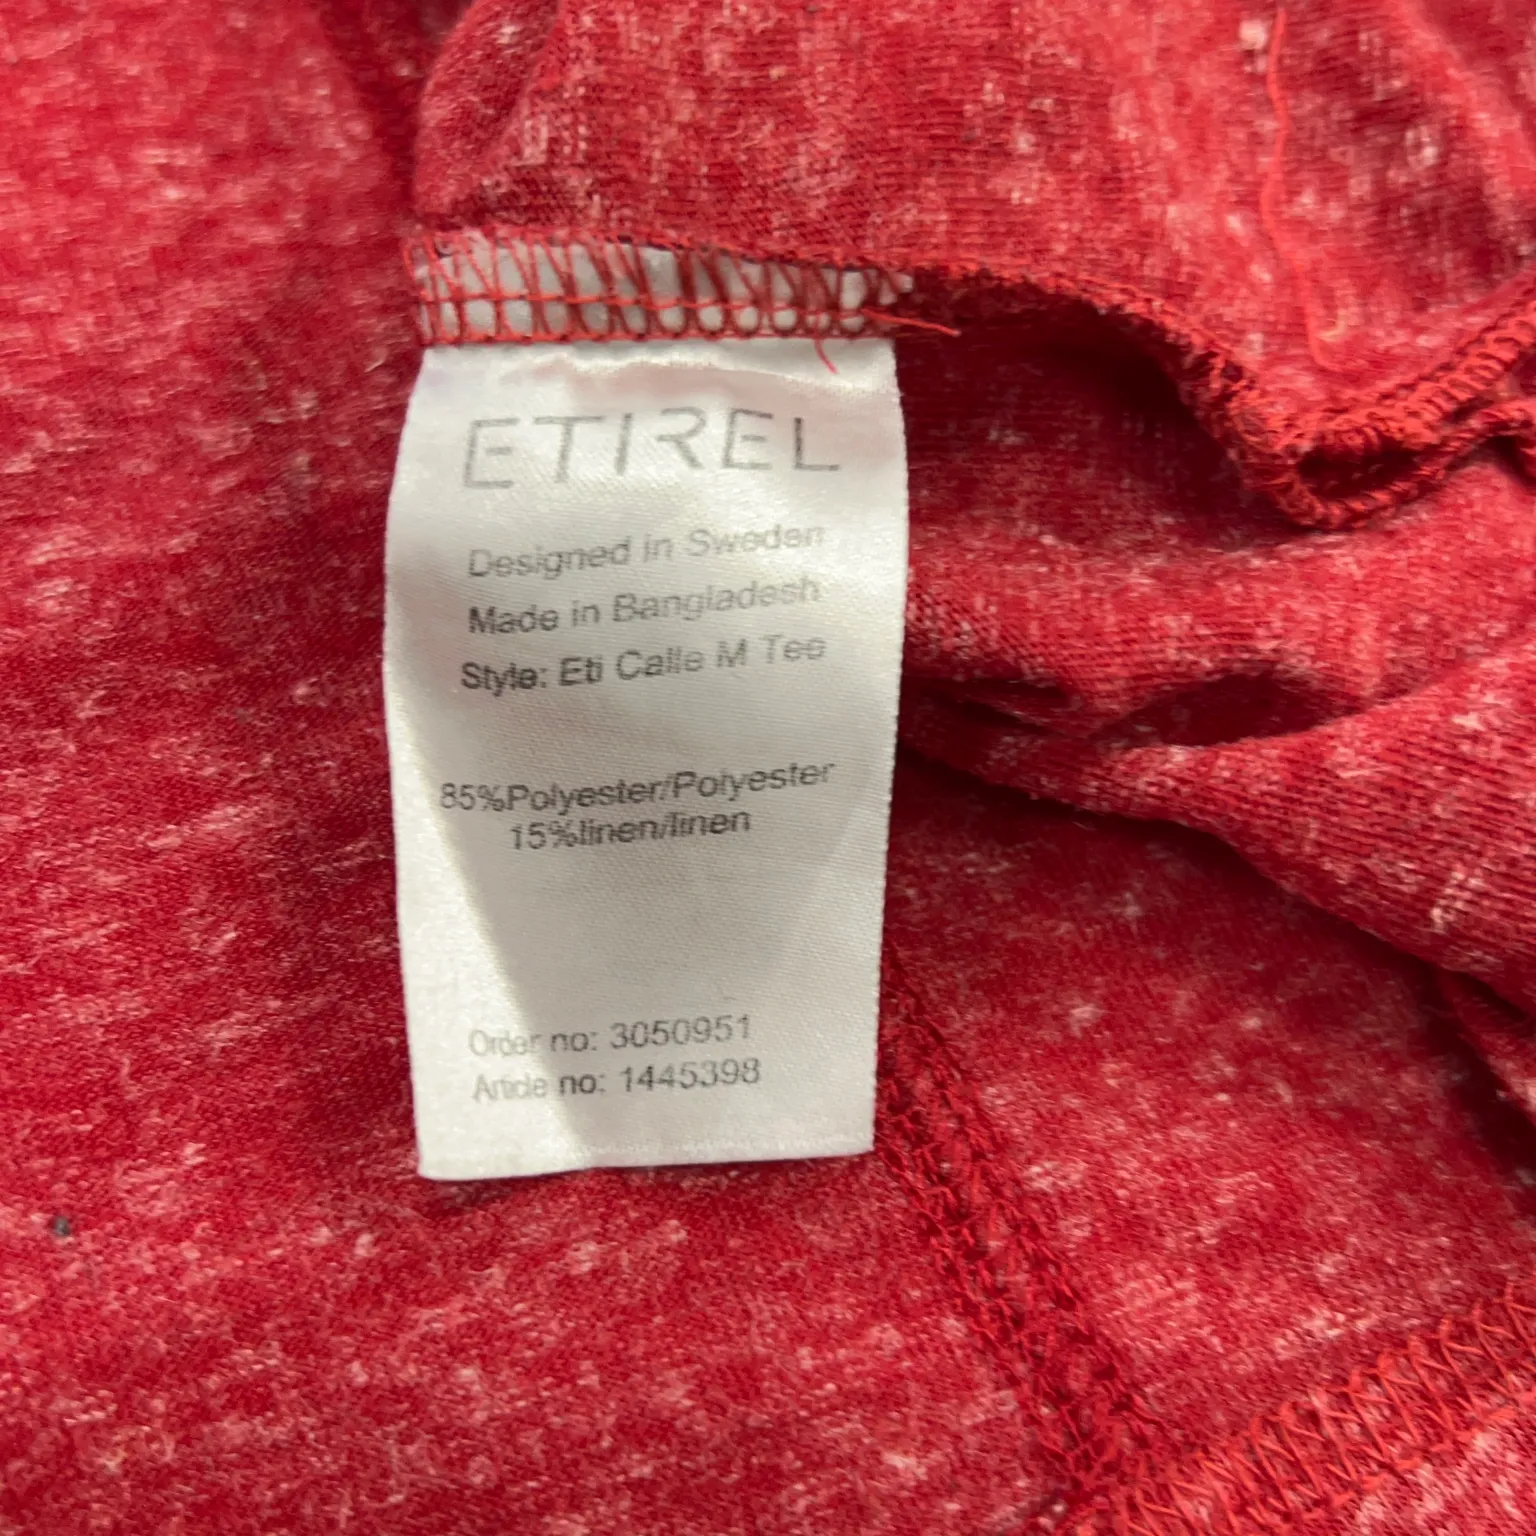 ETIREL
Designed in Sweden
Made in Bangladesh
Style: Eti Calle M Tee
85%Polyester/Polyester
15%linen/linen
Order no: 3050951
Article no: 1445398